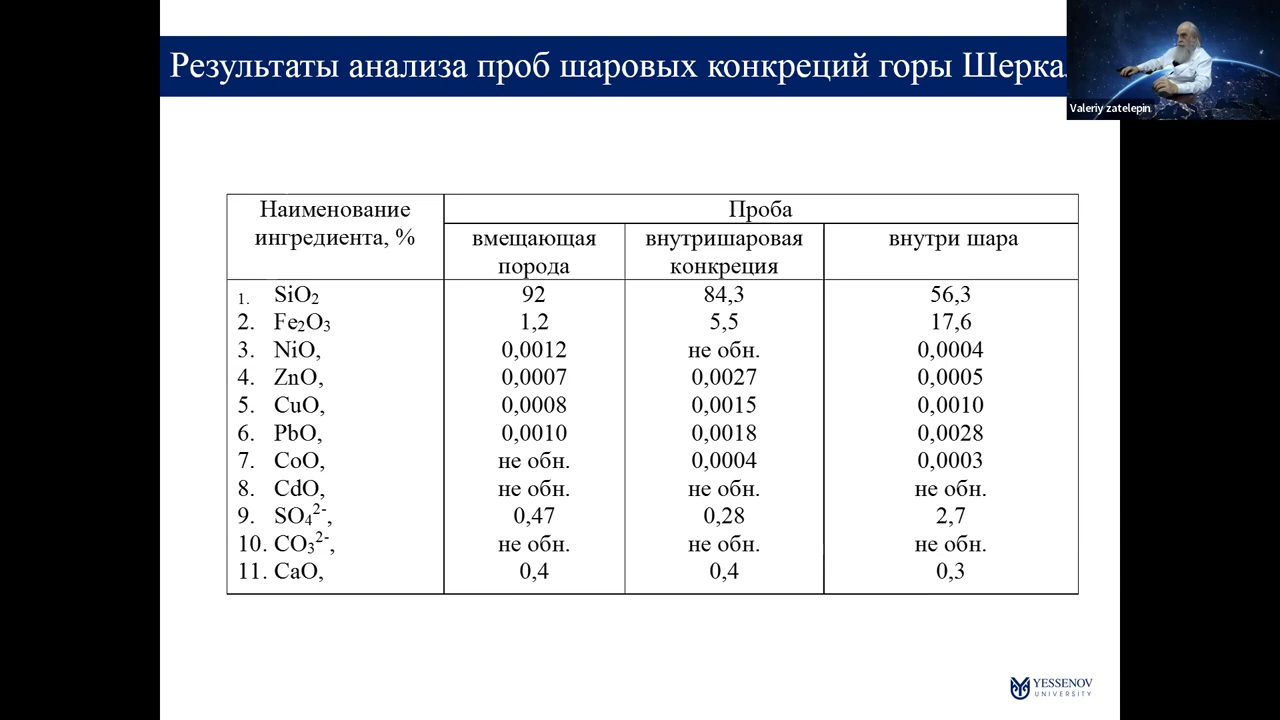 Результаты анализа проб шаровых конкреций горы Шерка
Valeriy zatelepin
Наименование ингредиента, %
Проба
вмещающая порода
внутришаровая конкреция
внутри шара
1. SiO₂ 92 84,3 56,3
2. Fe₂O₃ 1,2 5,5 17,6
3. NiO, 0,0012 не обн. 0,0004
4. ZnO, 0,0007 0,0027 0,0005
5. CuO, 0,0008 0,0015 0,0010
6. PbO, 0,0010 0,0018 0,0028
7. CoO, не обн. 0,0004 0,0003
8. CdO, не обн. не обн. не обн.
9. SO₄²⁻, 0,47 0,28 2,7
10. CO₃²⁻, не обн. не обн. не обн.
11. CaO, 0,4 0,4 0,3
YESSENOV
UNIVERSITY